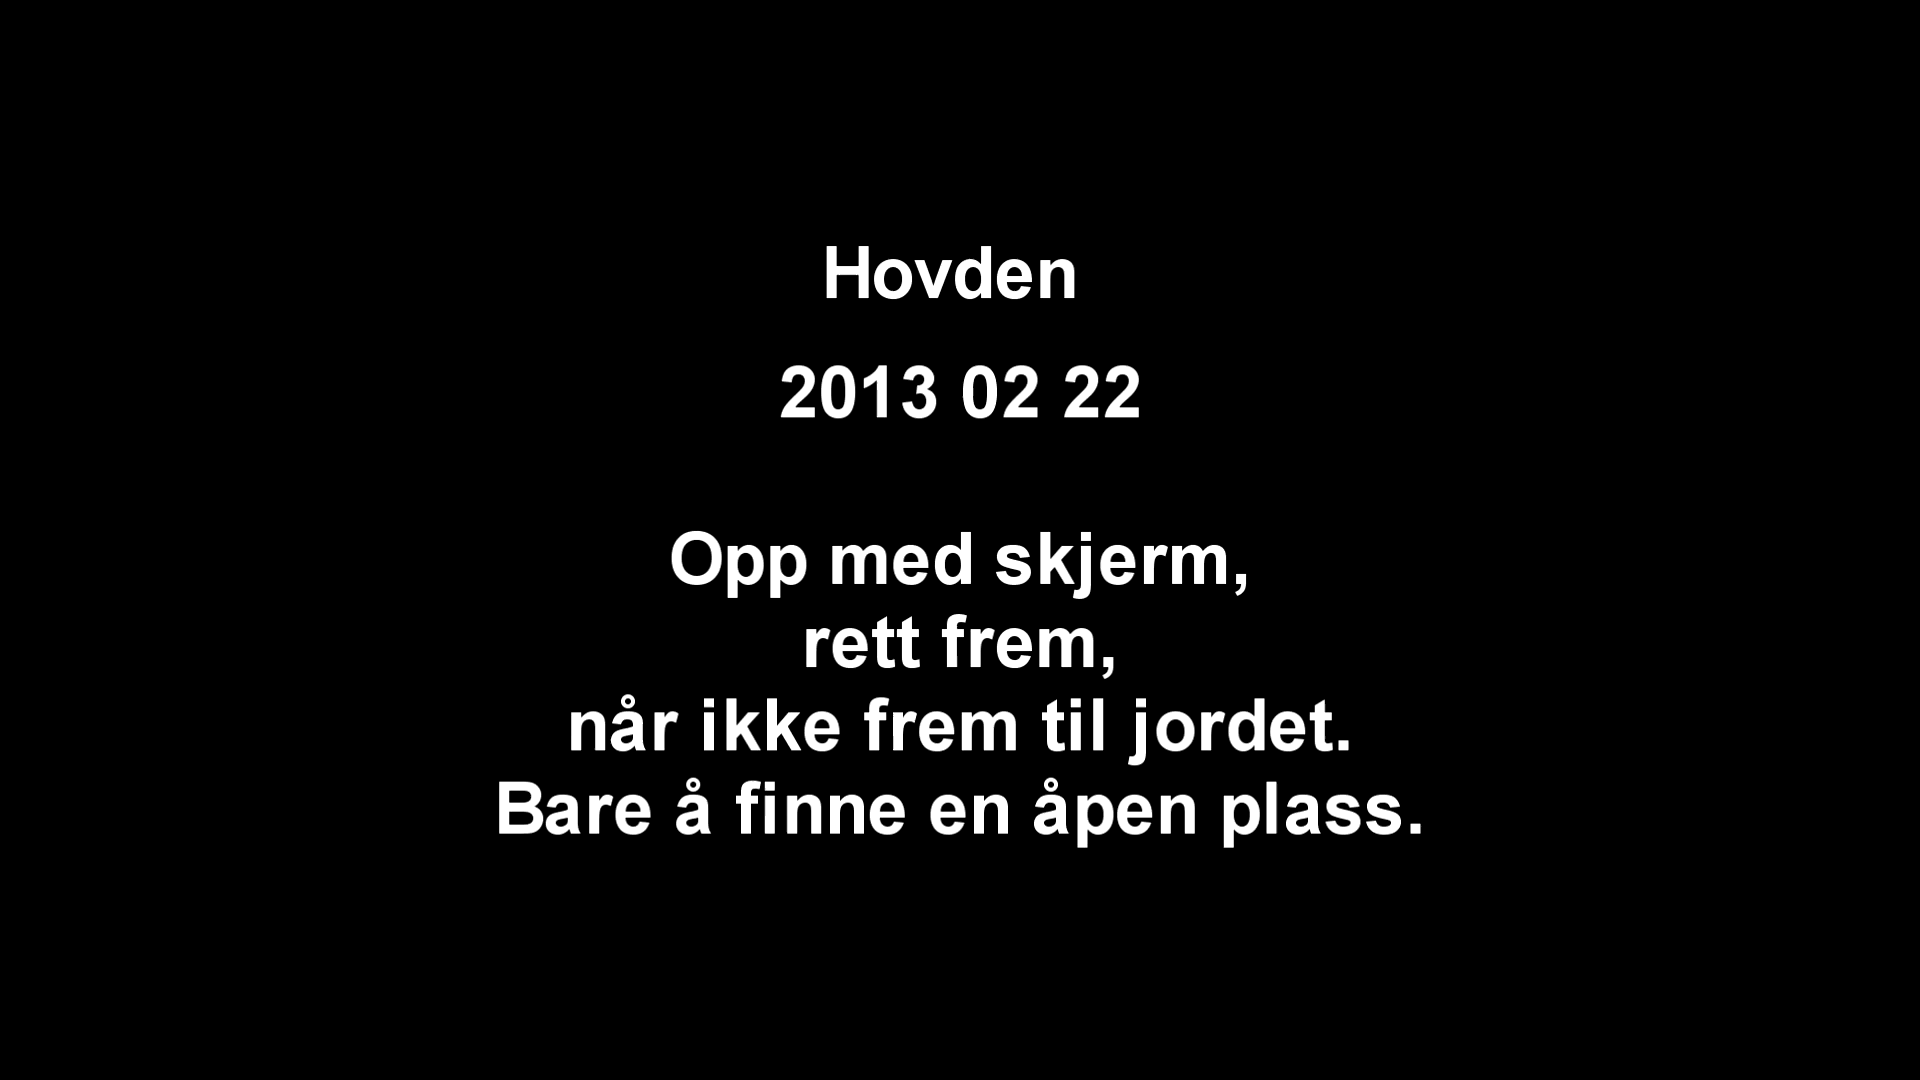 Hovden
2013 02 22
Opp med skjerm,
rett frem,
når ikke frem til jordet.
Bare å finne en åpen plass.